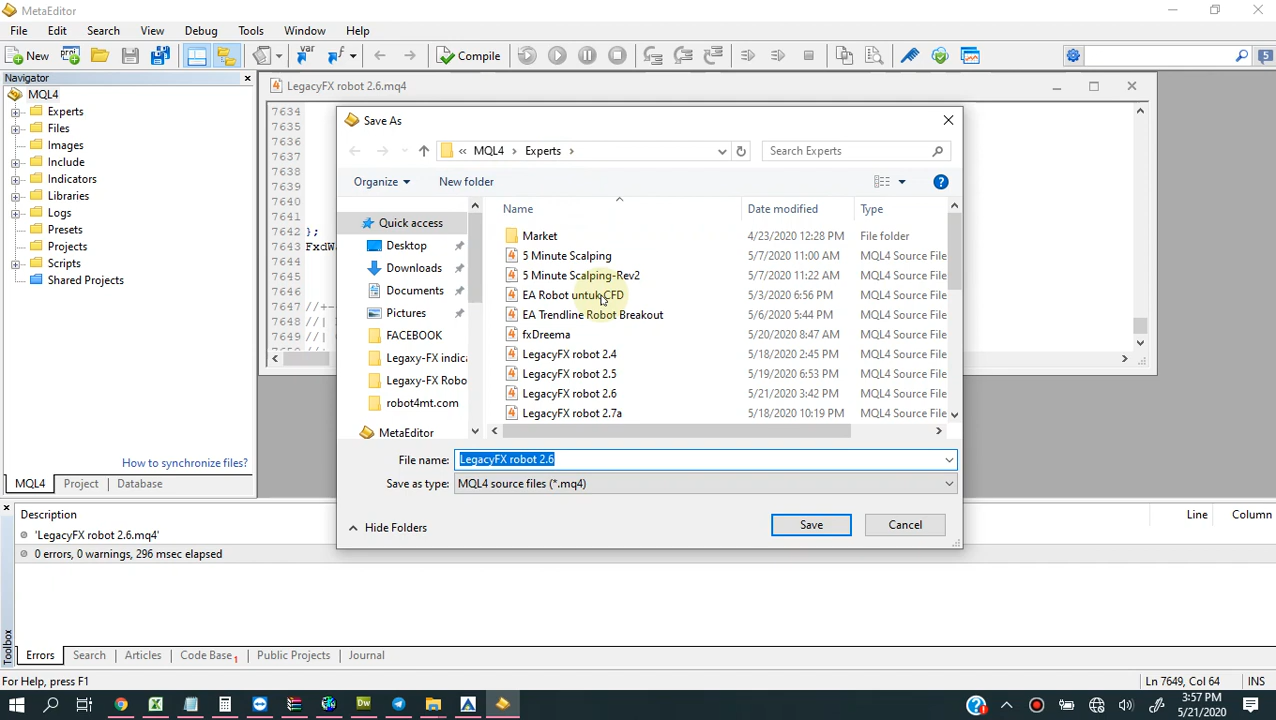 MetaEditor
File Edit Search View Debug Tools Window Help
New Compile 5
Navigator
MQL4
Experts
Files
Images
Include
Indicators
Libraries
Logs
Presets
Projects
Scripts
Shared Projects
How to synchronize files?
MQL4 Project Database
LegacyFX robot 2.6.mq4
7634
7635
7636
7637
7638
7639
7640
7641
7642 };
7643
7644
7645
7646
7647 //+-
7648 //|
7649 //|
Save As
« MQL4 › Experts ›
Search Experts
Organize New folder
Quick access
Desktop
Downloads
Documents
Pictures
FACEBOOK
Legaxy-FX indica
Legaxy-FX Robo
robot4mt.com
MetaEditor
Name Date modified Type
Market 4/23/2020 12:28 PM File folder
5 Minute Scalping 5/7/2020 11:00 AM MQL4 Source File
5 Minute Scalping-Rev2 5/7/2020 11:22 AM MQL4 Source File
EA Robot untuk CFD 5/3/2020 6:56 PM MQL4 Source File
EA Trendline Robot Breakout 5/6/2020 5:44 PM MQL4 Source File
fxDreema 5/20/2020 8:47 AM MQL4 Source File
LegacyFX robot 2.4 5/18/2020 2:45 PM MQL4 Source File
LegacyFX robot 2.5 5/19/2020 6:53 PM MQL4 Source File
LegacyFX robot 2.6 5/21/2020 3:42 PM MQL4 Source File
LegacyFX robot 2.7a 5/18/2020 10:19 PM MQL4 Source File
File name: LegacyFX robot 2.6
Save as type: MQL4 source files (*.mq4)
Hide Folders Save Cancel
Description Line Column
'LegacyFX robot 2.6.mq4'
0 errors, 0 warnings, 296 msec elapsed
Toolbox
Errors Search Articles Code Base 1 Public Projects Journal
For Help, press F1 Ln 7649, Col 64 INS
3:57 PM
5/21/2020